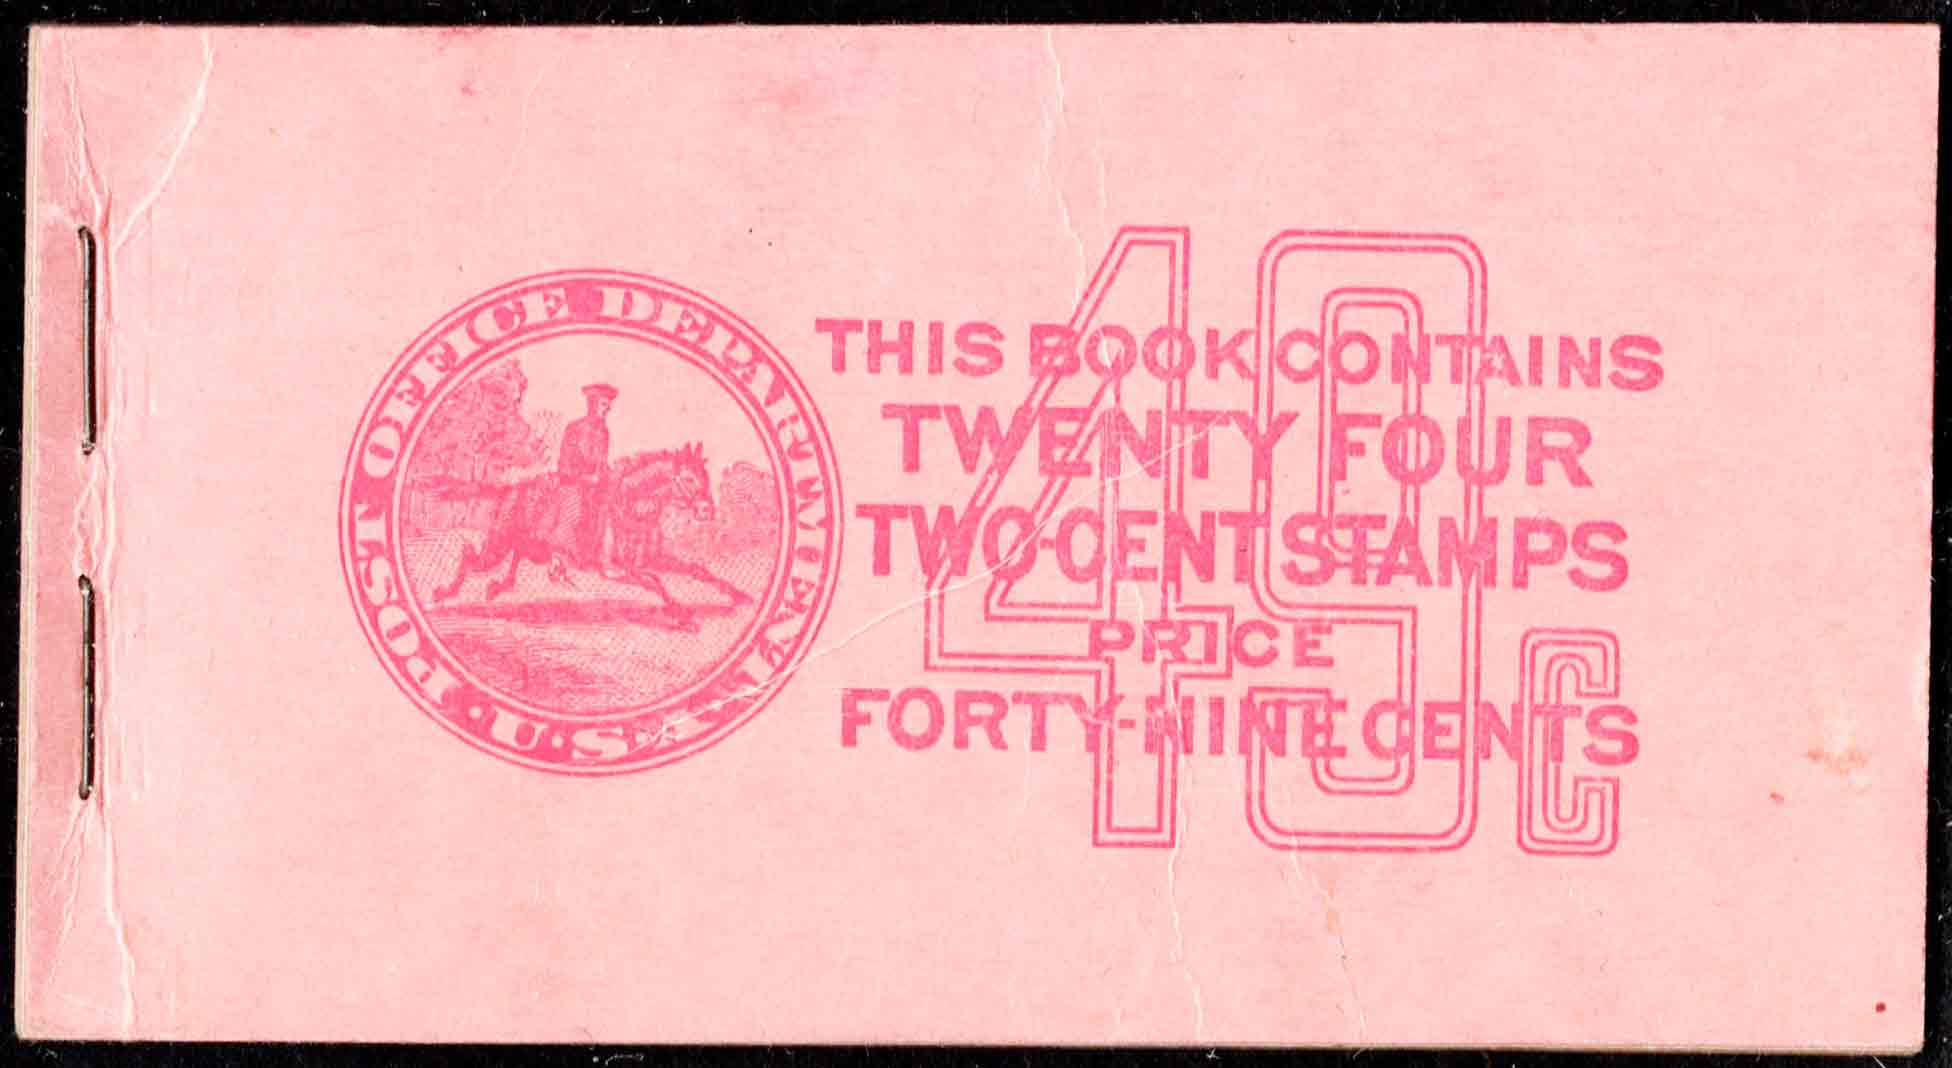 POST OFFICE DEPARTMENT U.S.A.
U.S.
THIS BOOK CONTAINS
TWENTY FOUR
TWO-CENT STAMPS
PRICE
FORTY-NINE CENTS
49c